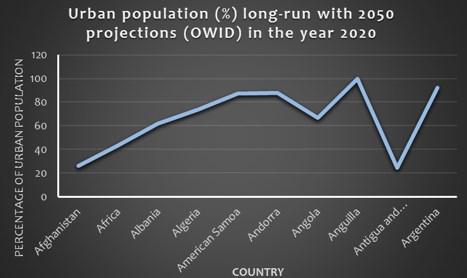 Urban population (%) long-run with 2050
projections (OWID) in the year 2020
PERCENTAGE OF URBAN POPULATION
120
100
80
60
40
20
0
Afghanistan
Africa
Albania
Algeria
American Samoa
Andorra
Angola
Anguilla
Antigua and...
Argentina
COUNTRY